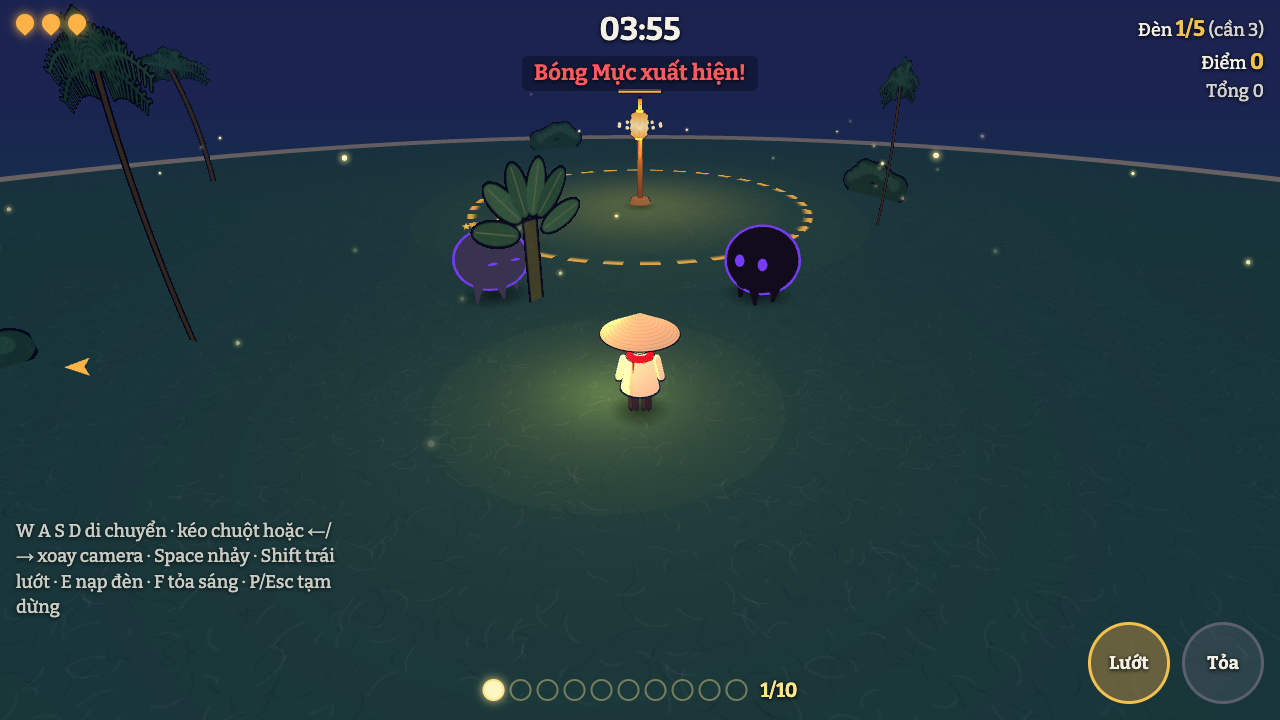 03:55
Bóng Mực xuất hiện!
Đèn 1/5 (cần 3)
Điểm 0
Tổng 0
W A S D di chuyển · kéo chuột hoặc ←/
→ xoay camera · Space nhảy · Shift trái
lướt · E nạp đèn · F tỏa sáng · P/Esc tạm
dừng
Lướt
Tỏa
1/10